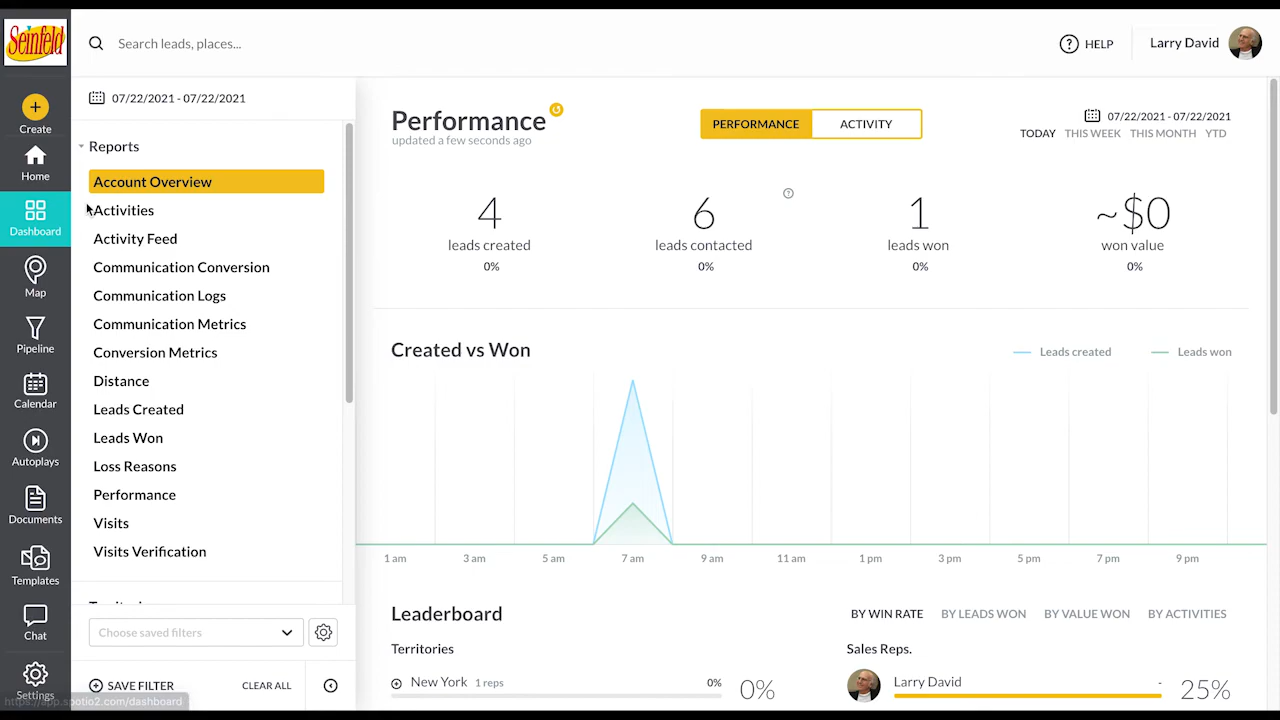 Seinfeld
Search leads, places...
? HELP
Larry David
Create
Home
Dashboard
Map
Pipeline
Calendar
Autoplays
Documents
Templates
Chat
Settings
07/22/2021 - 07/22/2021
Reports
Account Overview
Activities
Activity Feed
Communication Conversion
Communication Logs
Communication Metrics
Conversion Metrics
Distance
Leads Created
Leads Won
Loss Reasons
Performance
Visits
Visits Verification
Choose saved filters
SAVE FILTER
CLEAR ALL
https://app.spotio2.com/dashboard
Performance
updated a few seconds ago
PERFORMANCE
ACTIVITY
07/22/2021 - 07/22/2021
TODAY THIS WEEK THIS MONTH YTD
?
4
leads created
0%
6
leads contacted
0%
1
leads won
0%
~$0
won value
0%
Created vs Won
Leads created
Leads won
1 am 3 am 5 am 7 am 9 am 11 am 1 pm 3 pm 5 pm 7 pm 9 pm
Leaderboard
BY WIN RATE BY LEADS WON BY VALUE WON BY ACTIVITIES
Territories
New York 1 reps 0% 0%
Sales Reps.
Larry David - 25%